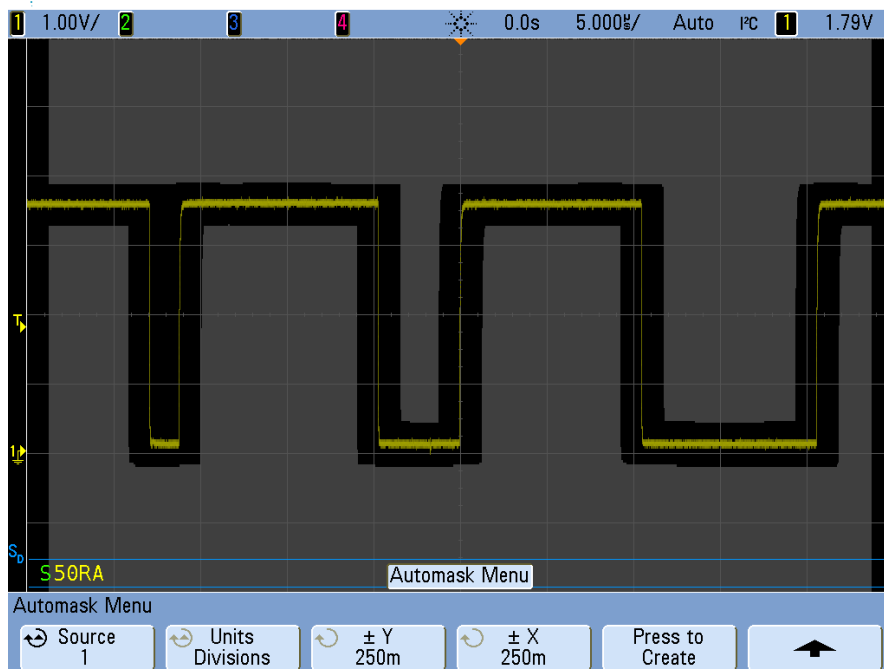 1 1.00V/ 2 3 4 0.0s 5.000㎲/ Auto I²C 1 1.79V
T
1
SD
S50RA
Automask Menu
Automask Menu
Source Units ± Y ± X Press to
1 Divisions 250m 250m Create